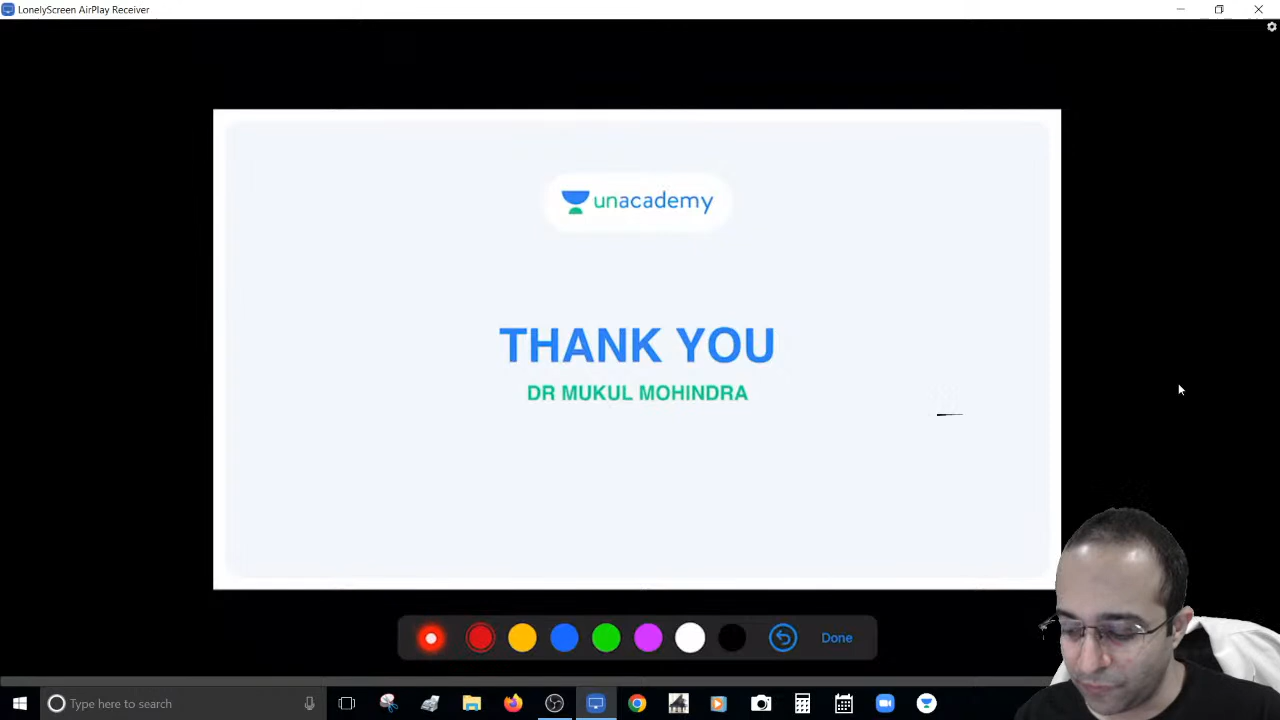 LonelyScreen AirPlay Receiver
unacademy
THANK YOU
DR MUKUL MOHINDRA
Done
Type here to search